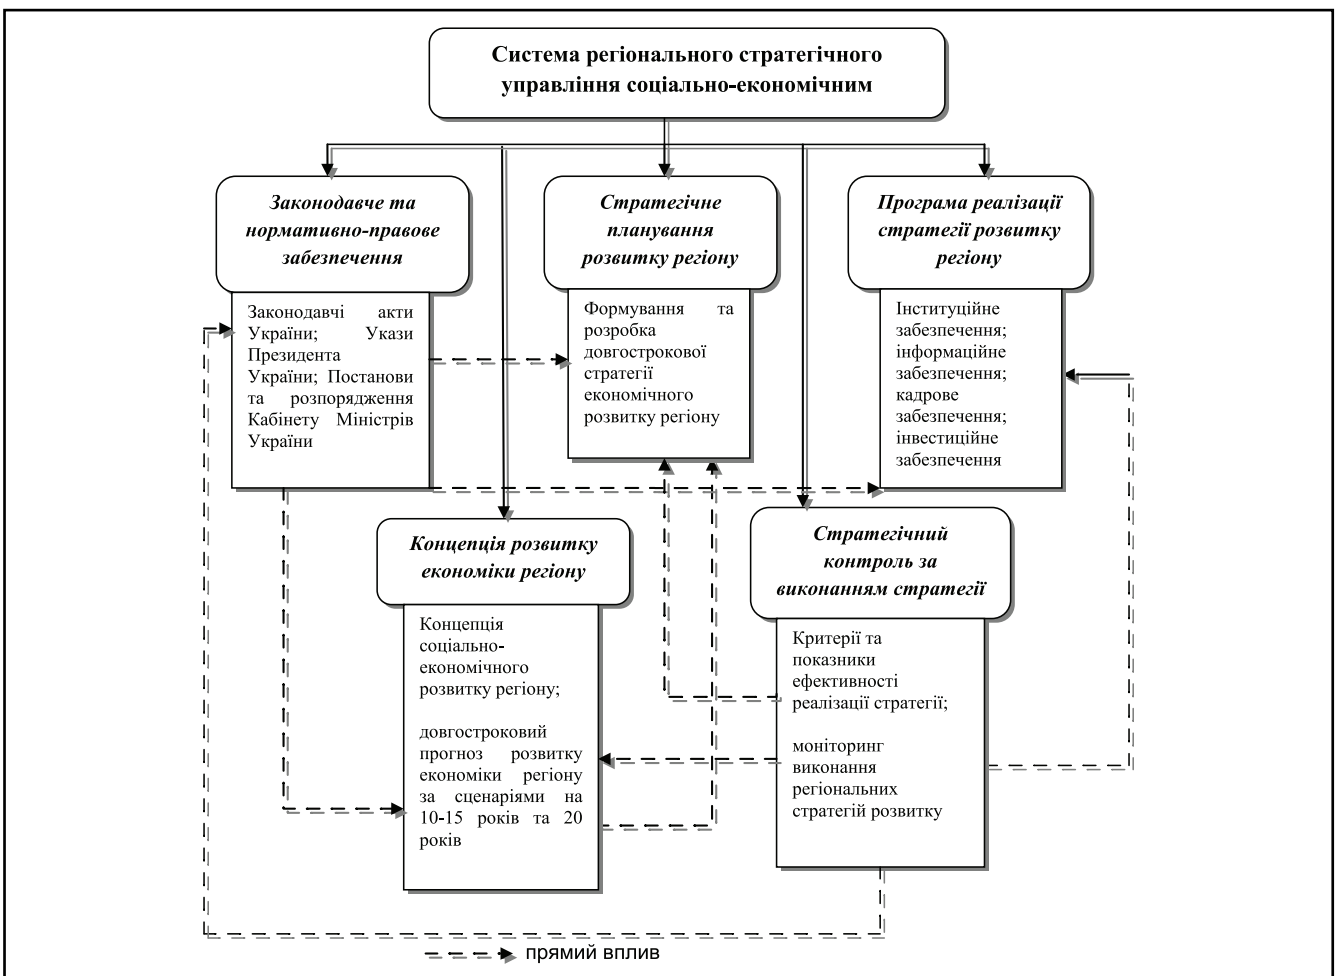 Система регіонального стратегічного
управління соціально-економічним
Законодавче та
нормативно-правове
забезпечення
Законодавчі акти
України; Укази
Президента
України; Постанови
та розпорядження
Кабінету Міністрів
України
Стратегічне
планування
розвитку регіону
Формування та
розробка
довгострокової
стратегії
економічного
розвитку регіону
Програма реалізації
стратегії розвитку
регіону
Інституційне
забезпечення;
інформаційне
забезпечення;
кадрове
забезпечення;
інвестиційне
забезпечення
Концепція розвитку
економіки регіону
Концепція
соціально-
економічного
розвитку регіону;
довгостроковий
прогноз розвитку
економіки регіону
за сценаріями на
10-15 років та 20
років
Стратегічний
контроль за
виконанням стратегії
Критерії та
показники
ефективності
реалізації стратегії;
моніторинг
виконання
регіональних
стратегій розвитку
прямий вплив